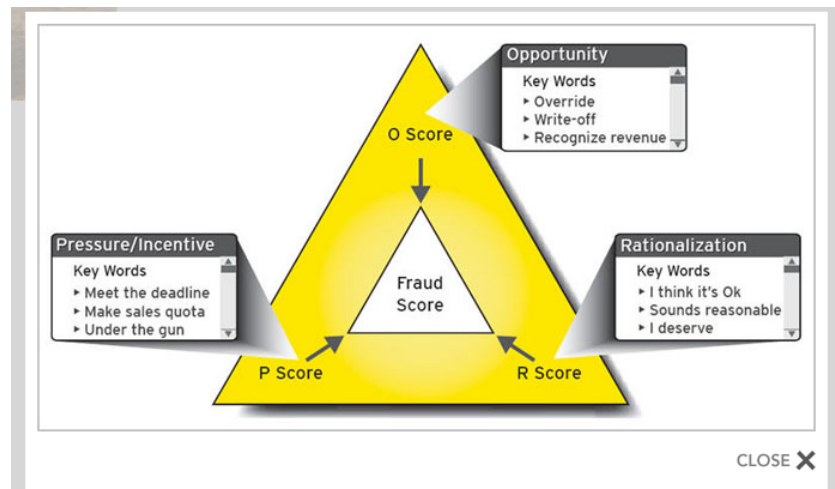 Opportunity
Key Words
▸ Override
▸ Write-off
▸ Recognize revenue
O Score
Pressure/Incentive
Key Words
▸ Meet the deadline
▸ Make sales quota
▸ Under the gun
Rationalization
Key Words
▸ I think it's Ok
▸ Sounds reasonable
▸ I deserve
Fraud
Score
P Score
R Score
CLOSE X